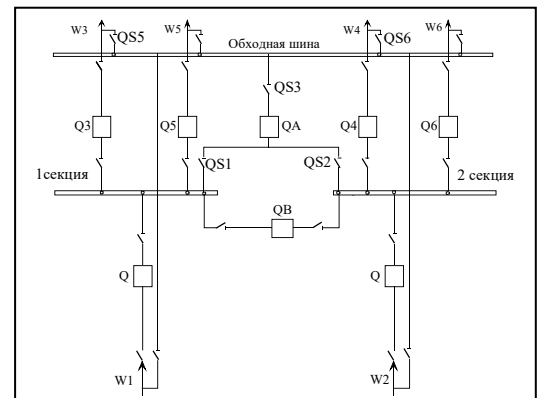 W3 QS5 W5 W4 QS6 W6
Обходная шина
QS3
Q3 Q5 QA Q4 Q6
QS1 QS2
1секция 2 секция
QB
Q Q
W1 W2